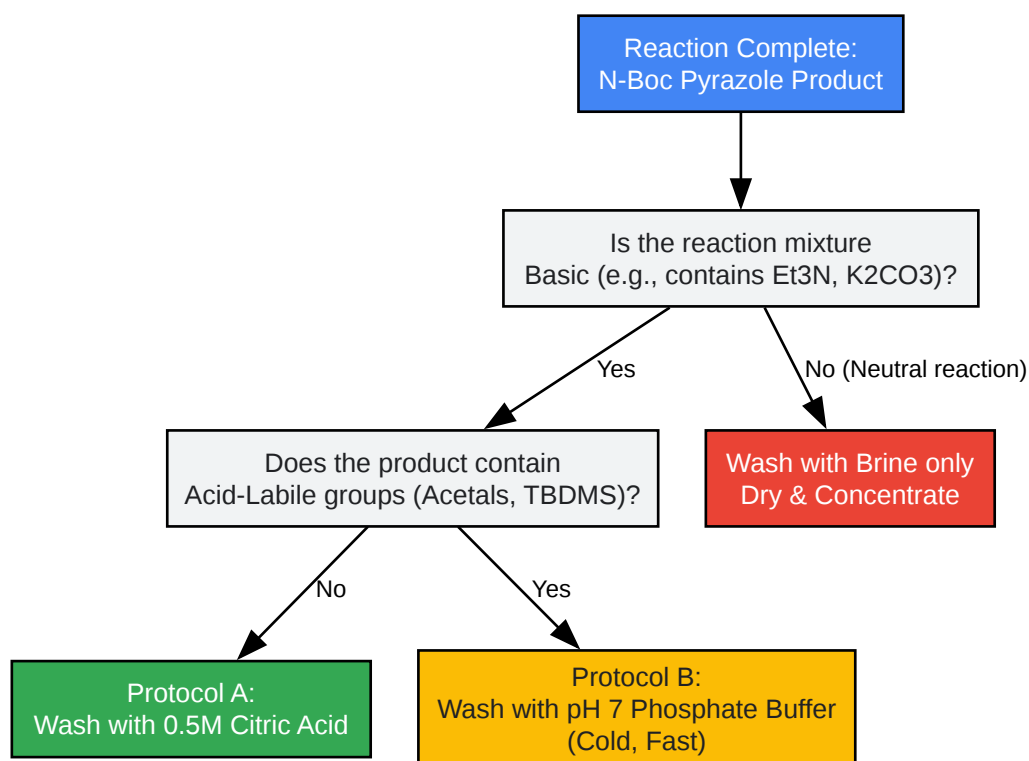 Reaction Complete:
N-Boc Pyrazole Product
Is the reaction mixture
Basic (e.g., contains Et3N, K2CO3)?
Yes
No (Neutral reaction)
Does the product contain
Acid-Labile groups (Acetals, TBDMS)?
Wash with Brine only
Dry & Concentrate
No
Yes
Protocol A:
Wash with 0.5M Citric Acid
Protocol B:
Wash with pH 7 Phosphate Buffer
(Cold, Fast)